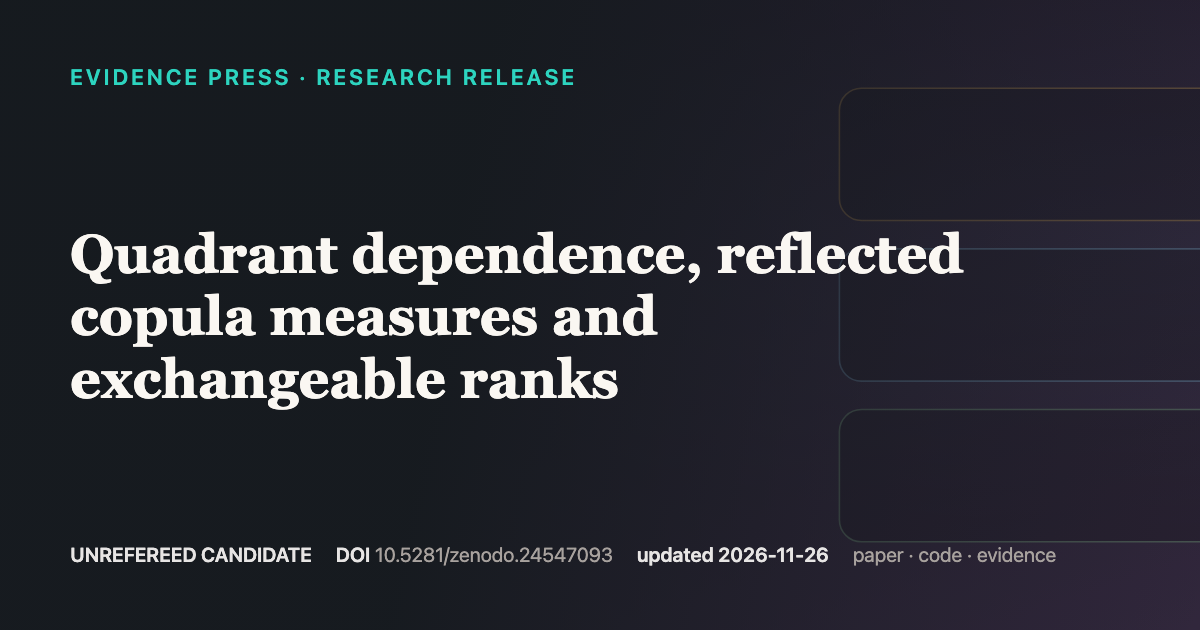 EVIDENCE PRESS · RESEARCH RELEASE
Quadrant dependence, reflected
copula measures and
exchangeable ranks
UNREFEREED CANDIDATE DOI 10.5281/zenodo.24547093 updated 2026-11-26 paper · code · evidence